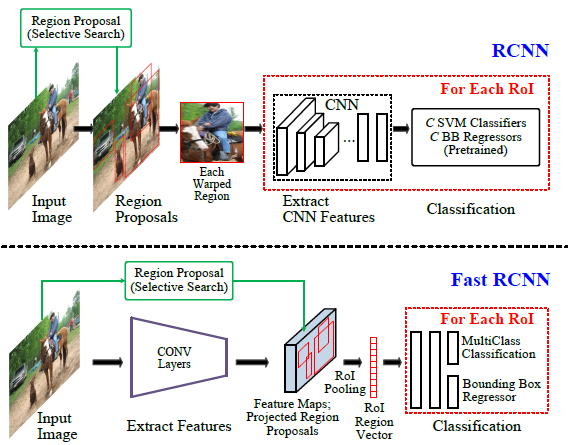 Region Proposal
(Selective Search)
RCNN
For Each RoI
CNN
...
C SVM Classifiers
C BB Regressors
(Pretrained)
Input
Image
Region
Proposals
Each
Warped
Region
Extract
CNN Features
Classification
Region Proposal
(Selective Search)
Fast RCNN
For Each RoI
CONV
Layers
MultiClass
Classification
Bounding Box
Regressor
RoI
Pooling
Input
Image
Extract Features
Feature Maps;
Projected Region
Proposals
RoI
Region
Vector
Classification